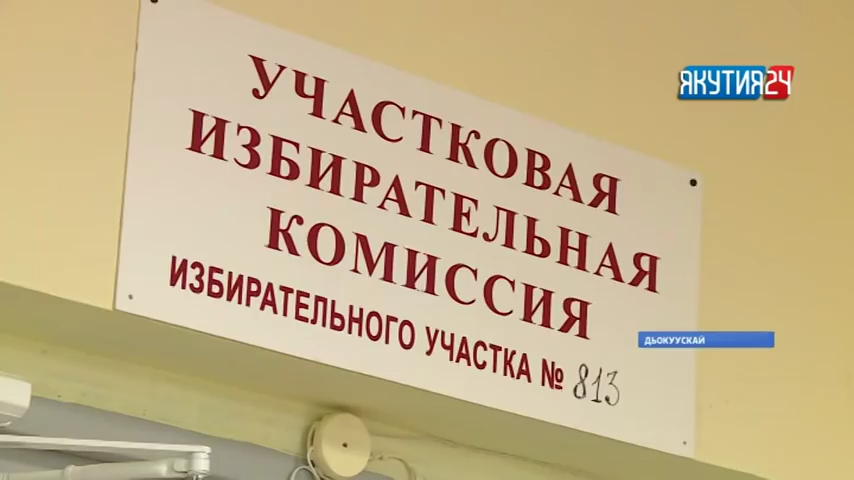 ЯКУТИЯ24
УЧАСТКОВАЯ
ИЗБИРАТЕЛЬНАЯ
КОМИССИЯ
ИЗБИРАТЕЛЬНОГО УЧАСТКА № 813
ДЬОКУУСКАЙ